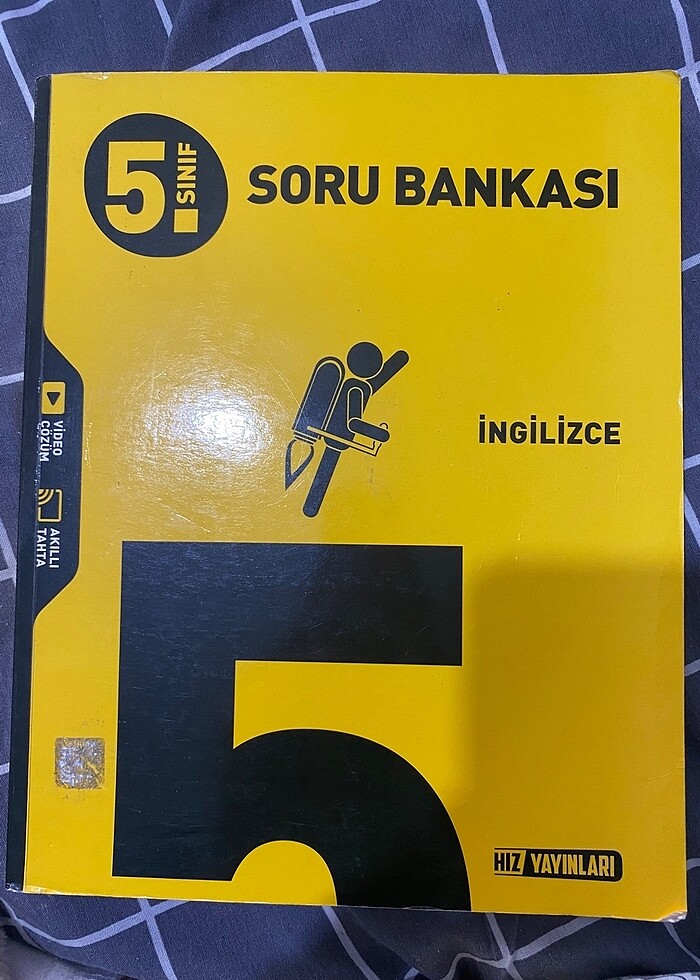 5. SINIF
SORU BANKASI
VİDEO
ÇÖZÜM
AKILLI
TAHTA
İNGİLİZCE
5
HIZ YAYINLARI